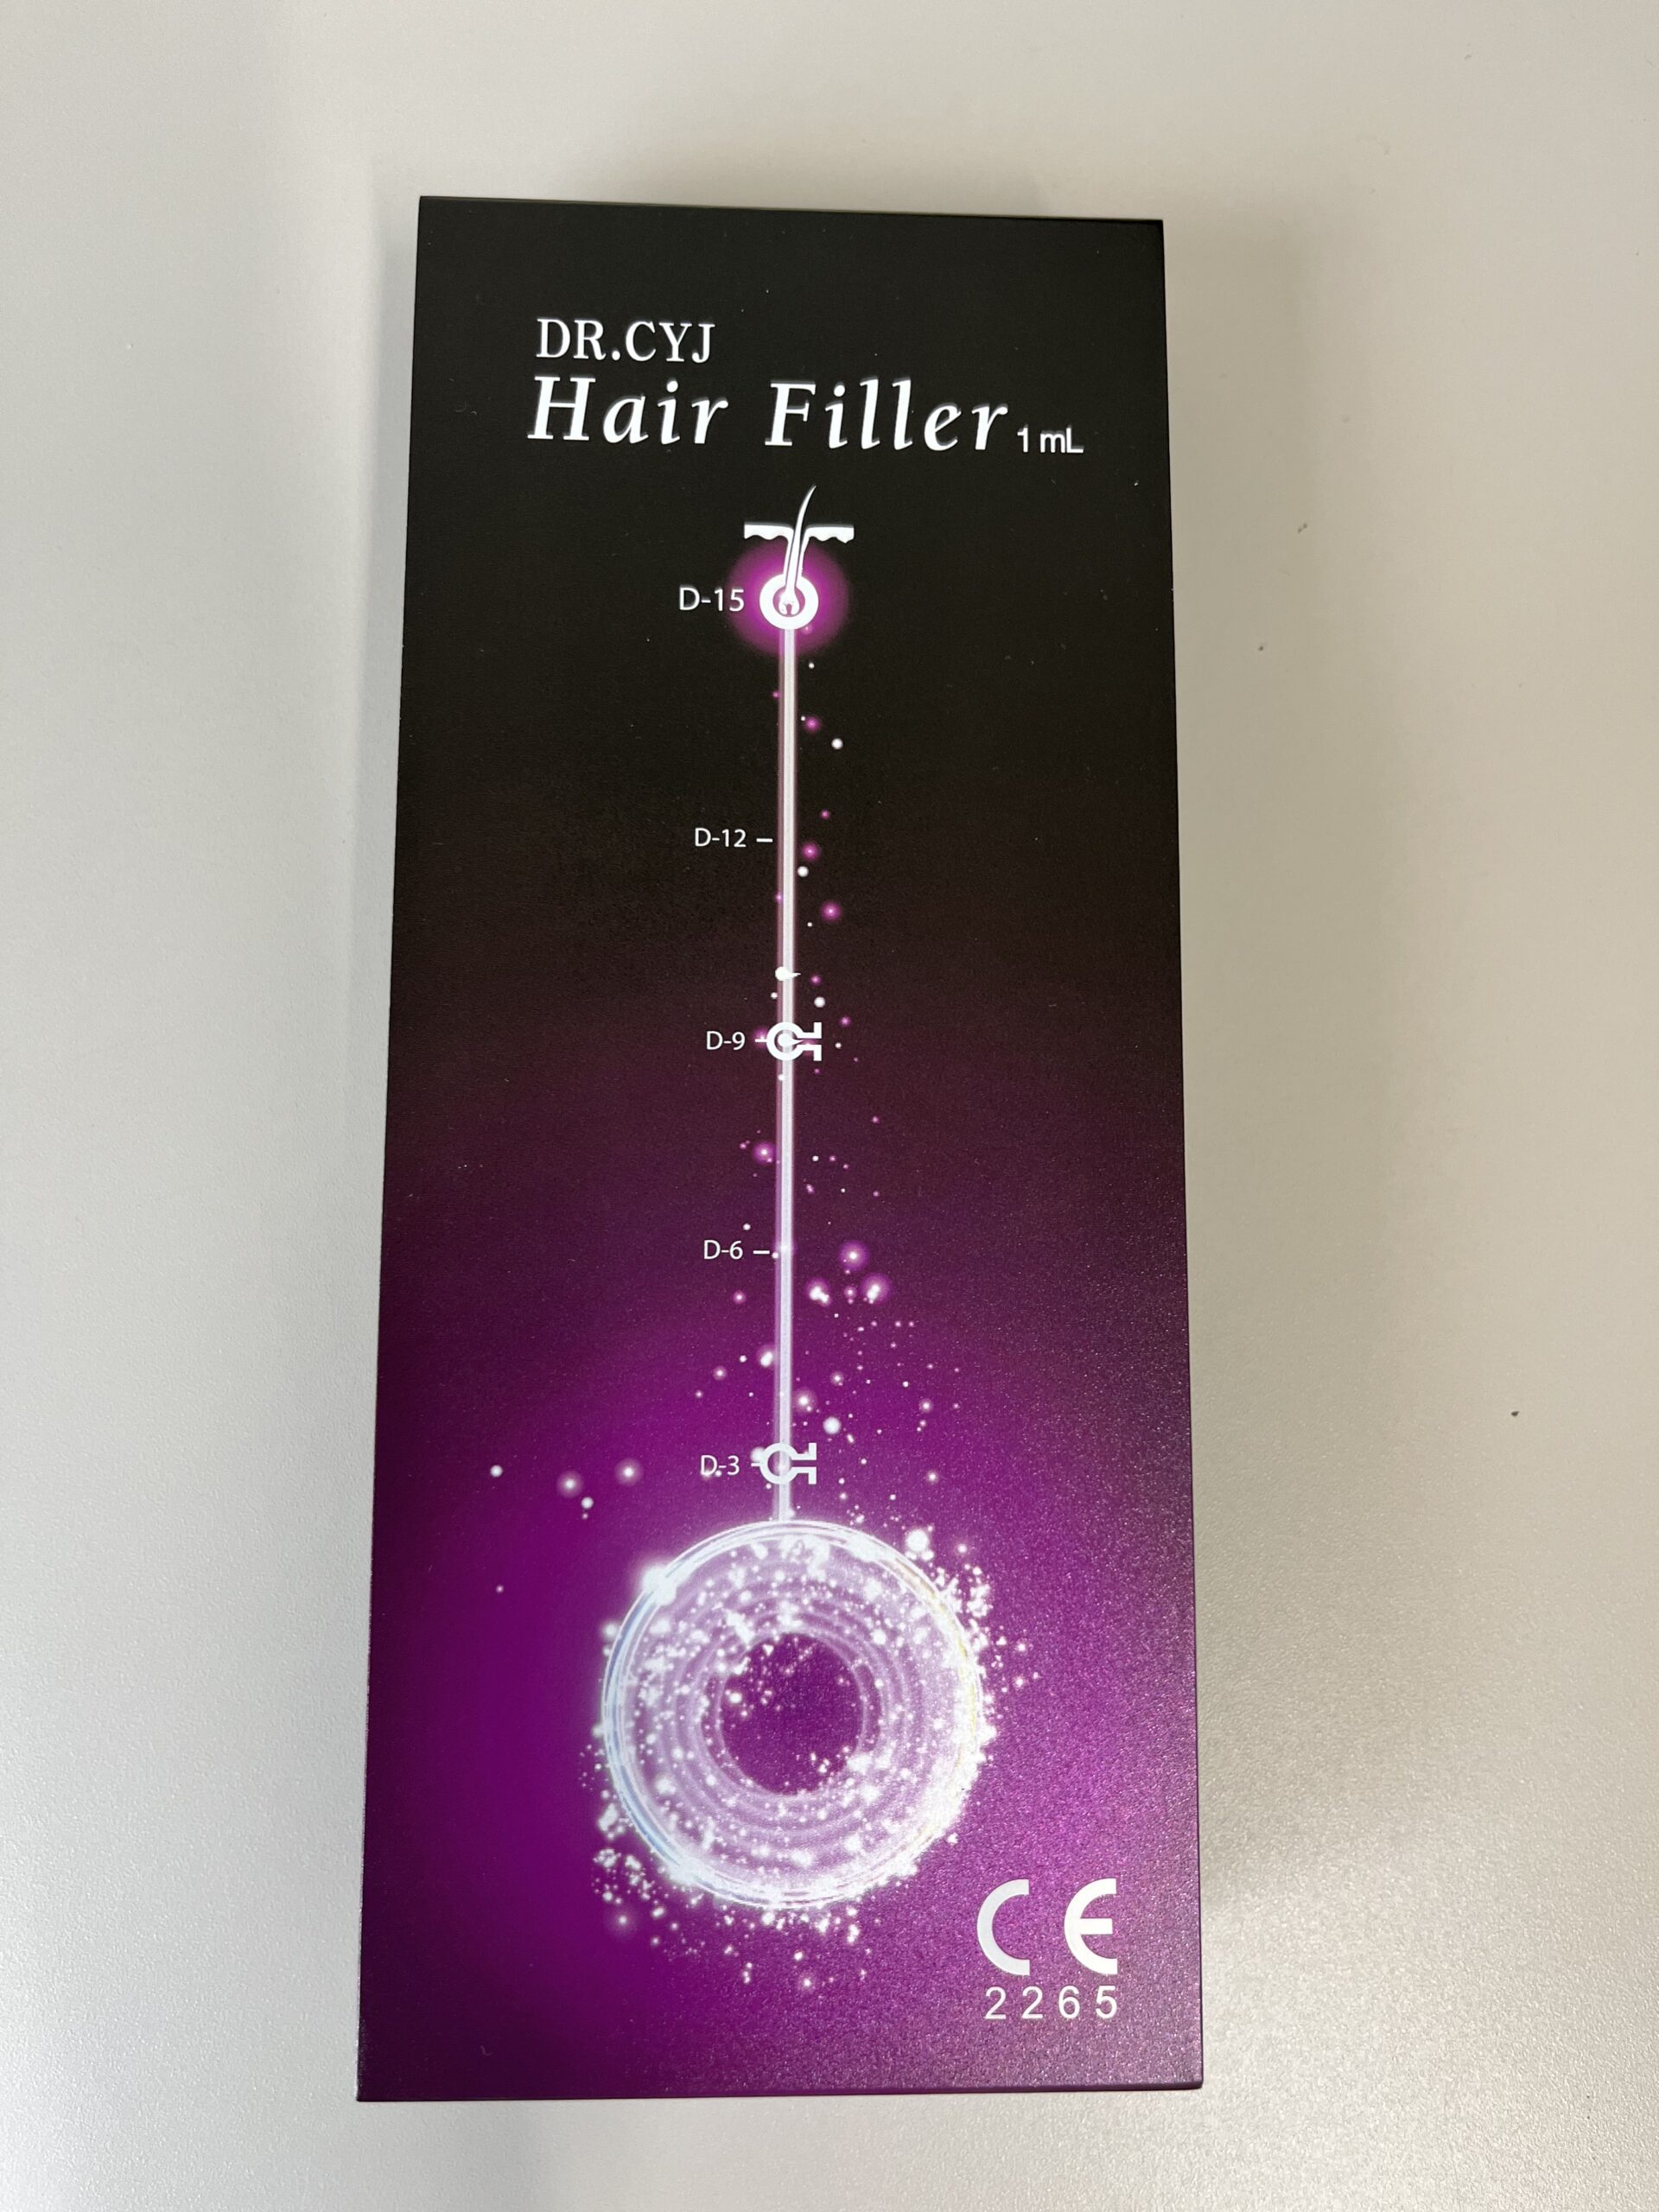 DR.CYJ
Hair Filler 1 mL
D-15
D-12
D-9
D-6
D-3
CE
2265